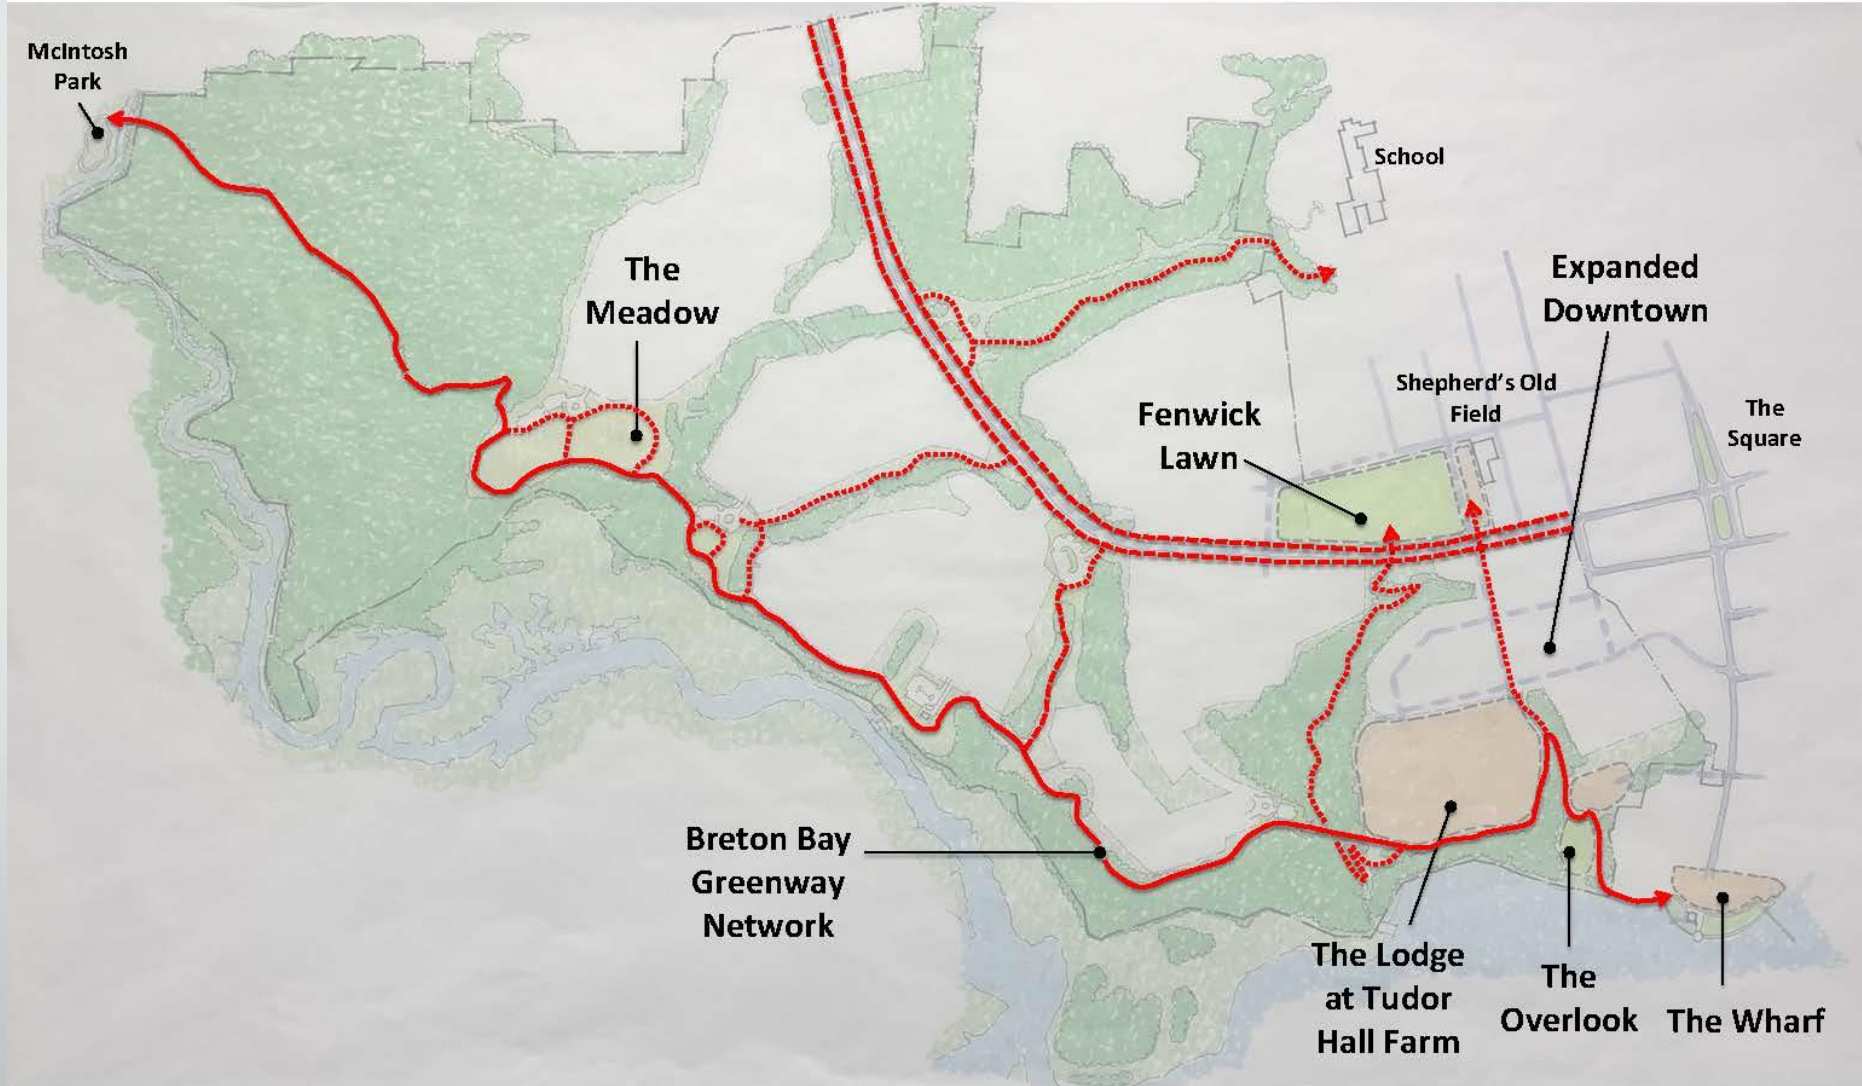 McIntosh
Park
School
The
Meadow
Expanded
Downtown
Shepherd's Old
Field
The
Square
Fenwick
Lawn
Breton Bay
Greenway
Network
The Lodge
at Tudor
Hall Farm
The
Overlook
The Wharf